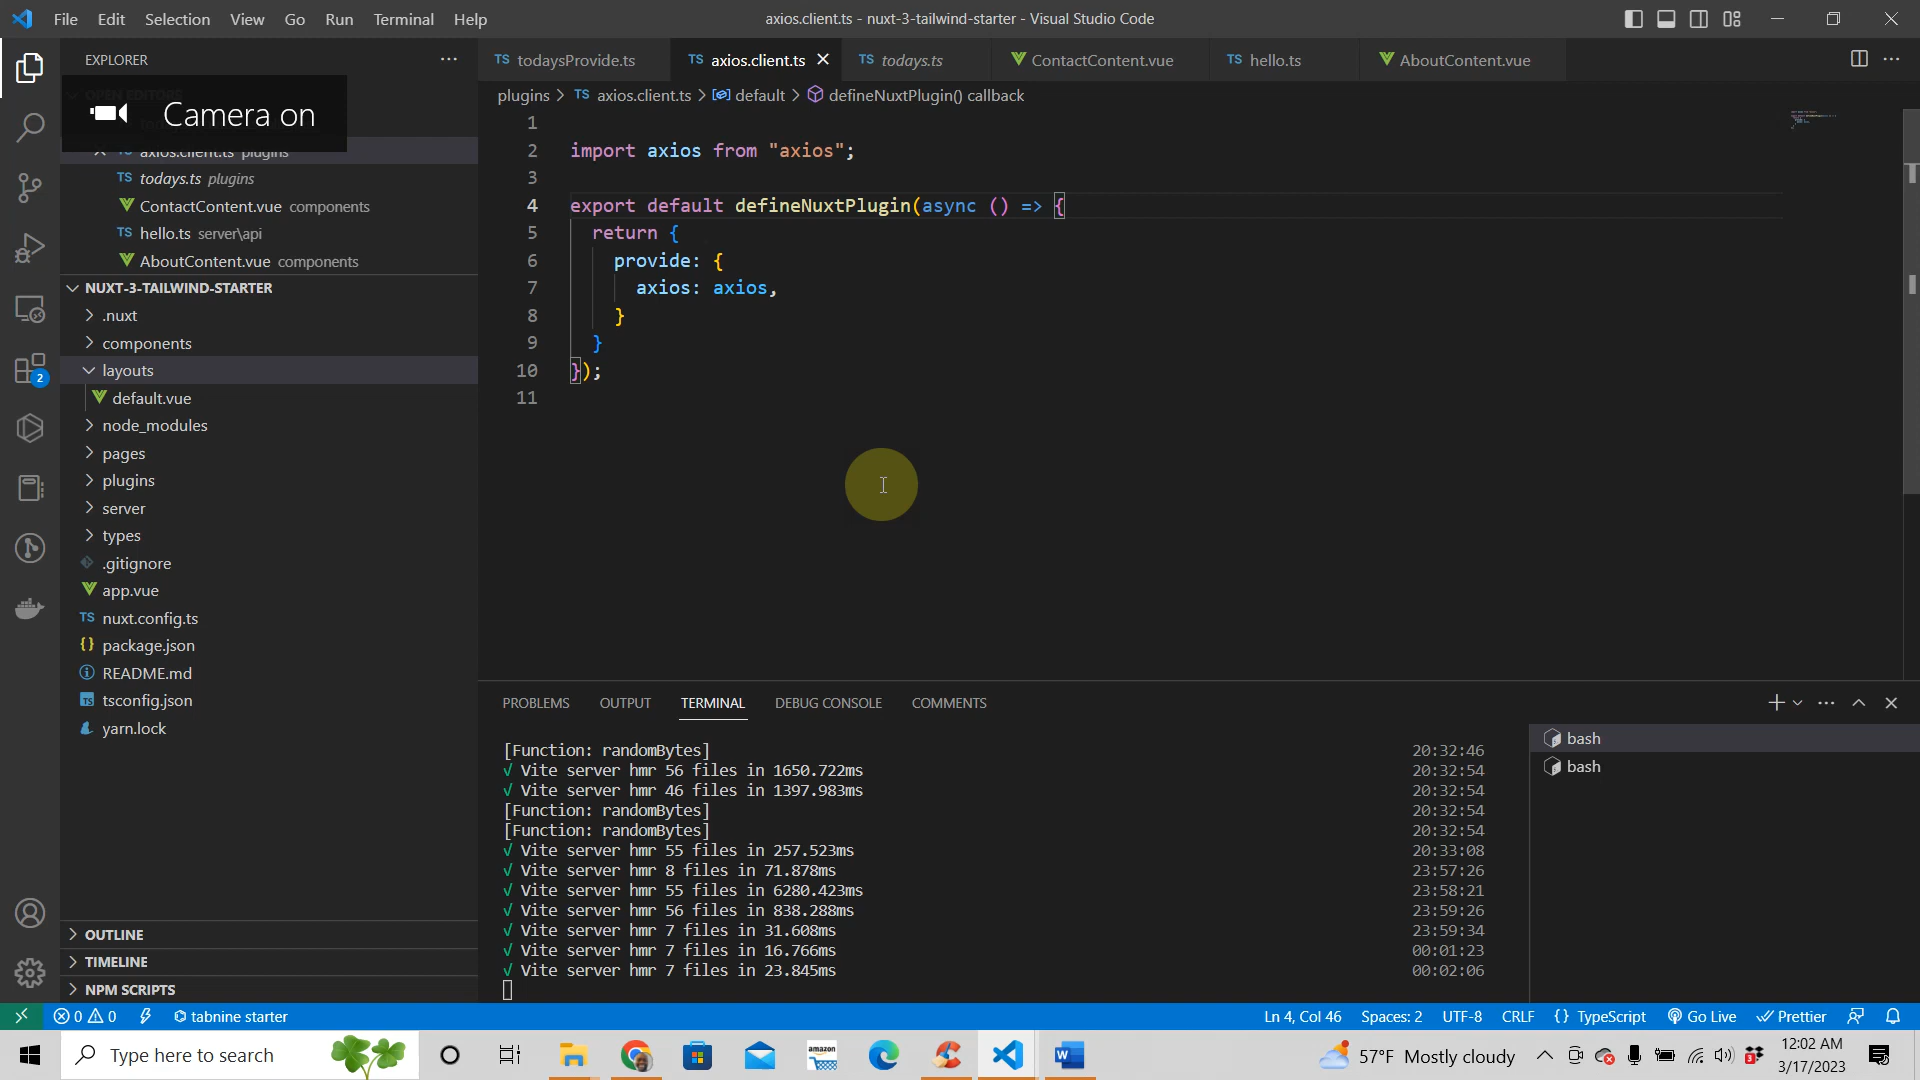 File Edit Selection View Go Run Terminal Help
axios.client.ts - nuxt-3-tailwind-starter - Visual Studio Code
EXPLORER
Camera on
axios.client.ts plugins
TS todays.ts plugins
ContactContent.vue components
TS hello.ts server\api
AboutContent.vue components
NUXT-3-TAILWIND-STARTER
.nuxt
components
layouts
default.vue
node_modules
pages
plugins
server
types
.gitignore
app.vue
TS nuxt.config.ts
{} package.json
README.md
TS tsconfig.json
yarn.lock
OUTLINE
TIMELINE
NPM SCRIPTS
2
TS todaysProvide.ts
TS axios.client.ts
TS todays.ts
ContactContent.vue
TS hello.ts
AboutContent.vue
plugins > TS axios.client.ts > default > defineNuxtPlugin() callback
1
2 import axios from "axios";
3
4 export default defineNuxtPlugin(async () => {
5 return {
6 provide: {
7 axios: axios,
8 }
9 }
10 });
11
PROBLEMS OUTPUT TERMINAL DEBUG CONSOLE COMMENTS
[Function: randomBytes] 20:32:46
√ Vite server hmr 56 files in 1650.722ms 20:32:54
√ Vite server hmr 46 files in 1397.983ms 20:32:54
[Function: randomBytes] 20:32:54
[Function: randomBytes] 20:32:54
√ Vite server hmr 55 files in 257.523ms 20:33:08
√ Vite server hmr 8 files in 71.878ms 23:57:26
√ Vite server hmr 55 files in 6280.423ms 23:58:21
√ Vite server hmr 56 files in 838.288ms 23:59:26
√ Vite server hmr 7 files in 31.608ms 23:59:34
√ Vite server hmr 7 files in 16.766ms 00:01:23
√ Vite server hmr 7 files in 23.845ms 00:02:06
bash
bash
0 0 tabnine starter
Ln 4, Col 46 Spaces: 2 UTF-8 CRLF {} TypeScript Go Live Prettier
Type here to search
amazon
57°F Mostly cloudy
12:02 AM
3/17/2023